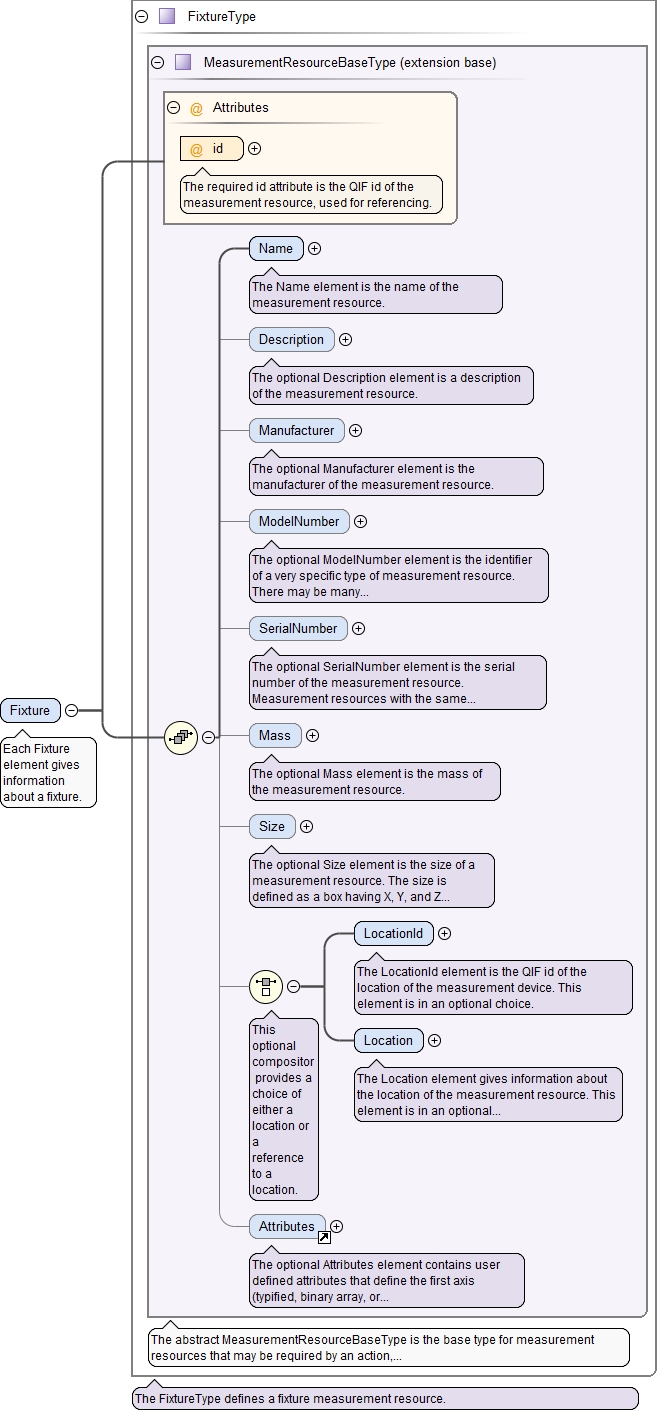 FixtureType
MeasurementResourceBaseType (extension base)
@ Attributes
@ id
The required id attribute is the QIF id of the
measurement resource, used for referencing.
Name
The Name element is the name of the
measurement resource.
Description
The optional Description element is a description
of the measurement resource.
Manufacturer
The optional Manufacturer element is the
manufacturer of the measurement resource.
ModelNumber
The optional ModelNumber element is the identifier
of a very specific type of measurement resource.
There may be many...
SerialNumber
The optional SerialNumber element is the serial
number of the measurement resource.
Measurement resources with the same...
Fixture
Each Fixture
element gives
information
about a fixture.
Mass
The optional Mass element is the mass of
the measurement resource.
Size
The optional Size element is the size of a
measurement resource. The size is
defined as a box having X, Y, and Z...
LocationId
The LocationId element is the QIF id of the
location of the measurement device. This
element is in an optional choice.
Location
The Location element gives information about
the location of the measurement resource. This
element is in an optional...
This
optional
compositor
provides a
choice of
either a
location or
a
reference
to a
location.
Attributes
The optional Attributes element contains user
defined attributes that define the first axis
(typified, binary array, or...
The abstract MeasurementResourceBaseType is the base type for measurement
resources that may be required by an action,...
The FixtureType defines a fixture measurement resource.